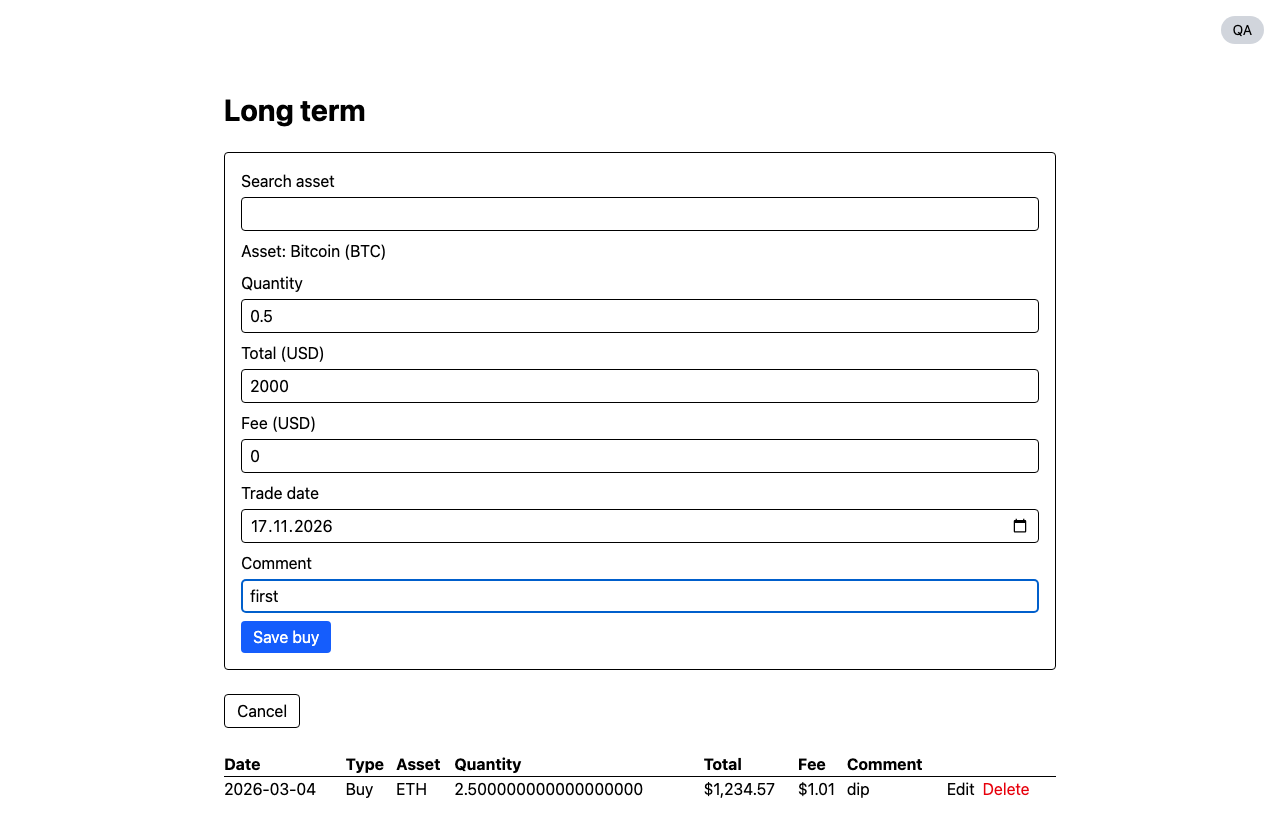 QA
Long term
Search asset
Asset: Bitcoin (BTC)
Quantity
0.5
Total (USD)
2000
Fee (USD)
0
Trade date
17.11.2026
Comment
first
Save buy
Cancel
Date Type Asset Quantity Total Fee Comment
2026-03-04 Buy ETH 2.500000000000000000 $1,234.57 $1.01 dip Edit Delete